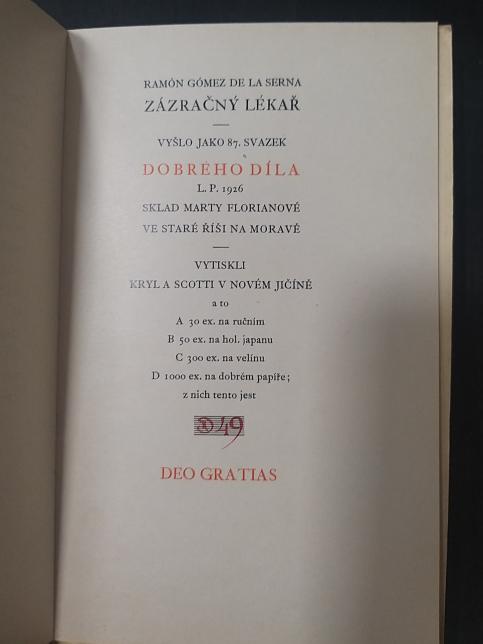 RAMÓN GÓMEZ DE LA SERNA
ZÁZRAČNÝ LÉKAŘ
VYŠLO JAKO 87. SVAZEK
DOBRÉHO DÍLA
L. P. 1926
SKLAD MARTY FLORIANOVÉ
VE STARÉ ŘÍŠI NA MORAVĚ
VYTISKLI
KRYL A SCOTTI V NOVÉM JIČÍNĚ
a to
A 30 ex. na ručním
B 50 ex. na hol. japanu
C 300 ex. na velínu
D 1000 ex. na dobrém papíře;
z nich tento jest
49
DEO GRATIAS